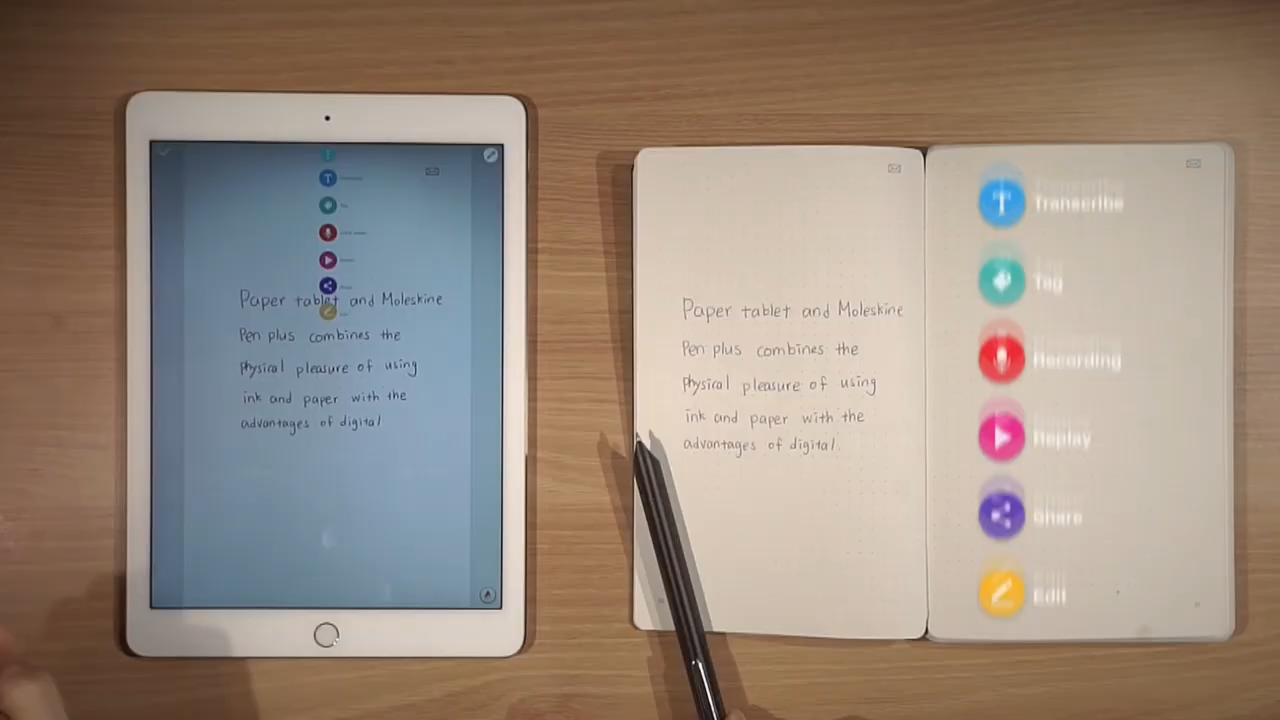 Paper tablet and Moleskine
Pen plus combines the
physical pleasure of using
ink and paper with the
advantages of digital
Paper tablet and Moleskine
Pen plus combines the
physical pleasure of using
ink and paper with the
advantages of digital.
Transcribe
Tag
Recording
Replay
Share
Edit